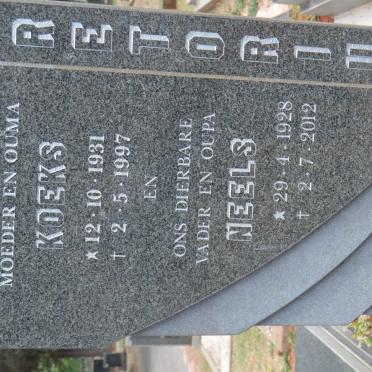 RETORIU
MOEDER EN OUMA
KOEKS
★ 12·10·1931
† 2·5·1997
EN
ONS DIERBARE
VADER EN OUPA
NEELS
★ 29·4·1928
† 2·7·2012